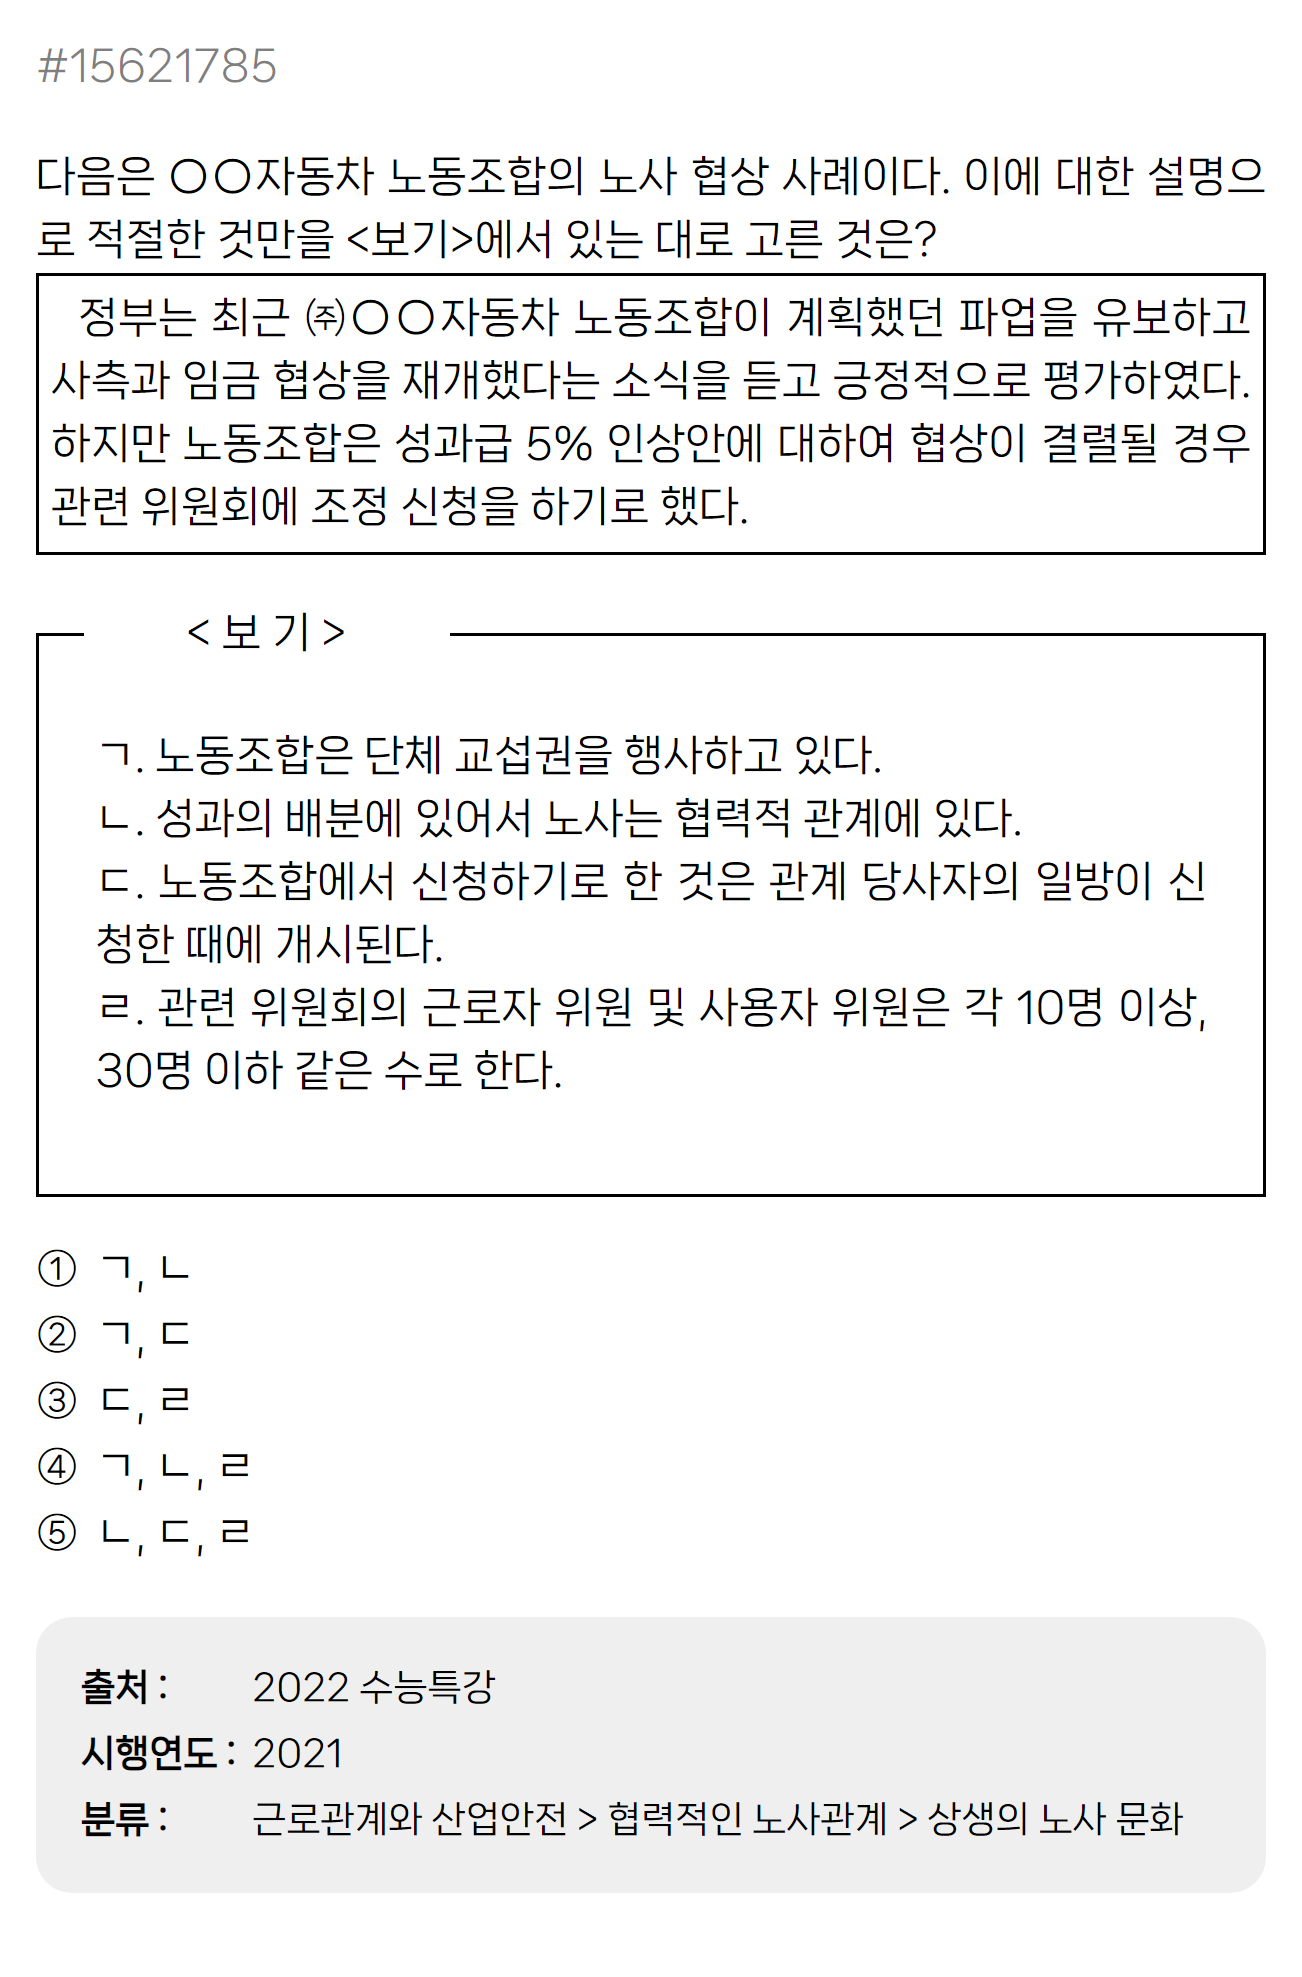 #15621785
다음은 ○○자동차 노동조합의 노사 협상 사례이다. 이에 대한 설명으
로 적절한 것만을 <보기>에서 있는 대로 고른 것은?
정부는 최근 ㈜○○자동차 노동조합이 계획했던 파업을 유보하고
사측과 임금 협상을 재개했다는 소식을 듣고 긍정적으로 평가하였다.
하지만 노동조합은 성과급 5% 인상안에 대하여 협상이 결렬될 경우
관련 위원회에 조정 신청을 하기로 했다.
< 보 기 >
ㄱ. 노동조합은 단체 교섭권을 행사하고 있다.
ㄴ. 성과의 배분에 있어서 노사는 협력적 관계에 있다.
ㄷ. 노동조합에서 신청하기로 한 것은 관계 당사자의 일방이 신
청한 때에 개시된다.
ㄹ. 관련 위원회의 근로자 위원 및 사용자 위원은 각 10명 이상,
30명 이하 같은 수로 한다.
① ㄱ, ㄴ
② ㄱ, ㄷ
③ ㄷ, ㄹ
④ ㄱ, ㄴ, ㄹ
⑤ ㄴ, ㄷ, ㄹ
출처 : 2022 수능특강
시행연도 : 2021
분류 : 근로관계와 산업안전 > 협력적인 노사관계 > 상생의 노사 문화